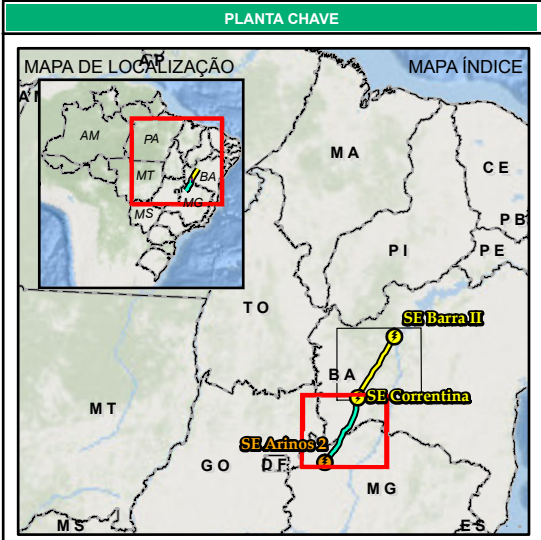 PLANTA CHAVE
MAPA DE LOCALIZAÇÃO
MAPA ÍNDICE
AP
AM
PA
MT
BA
MG
MS
MA
CE
PB
PI
PE
TO
SE Barra II
BA
SE Correntina
MT
SE Arinos 2
GO
DF
MG
MS
ES